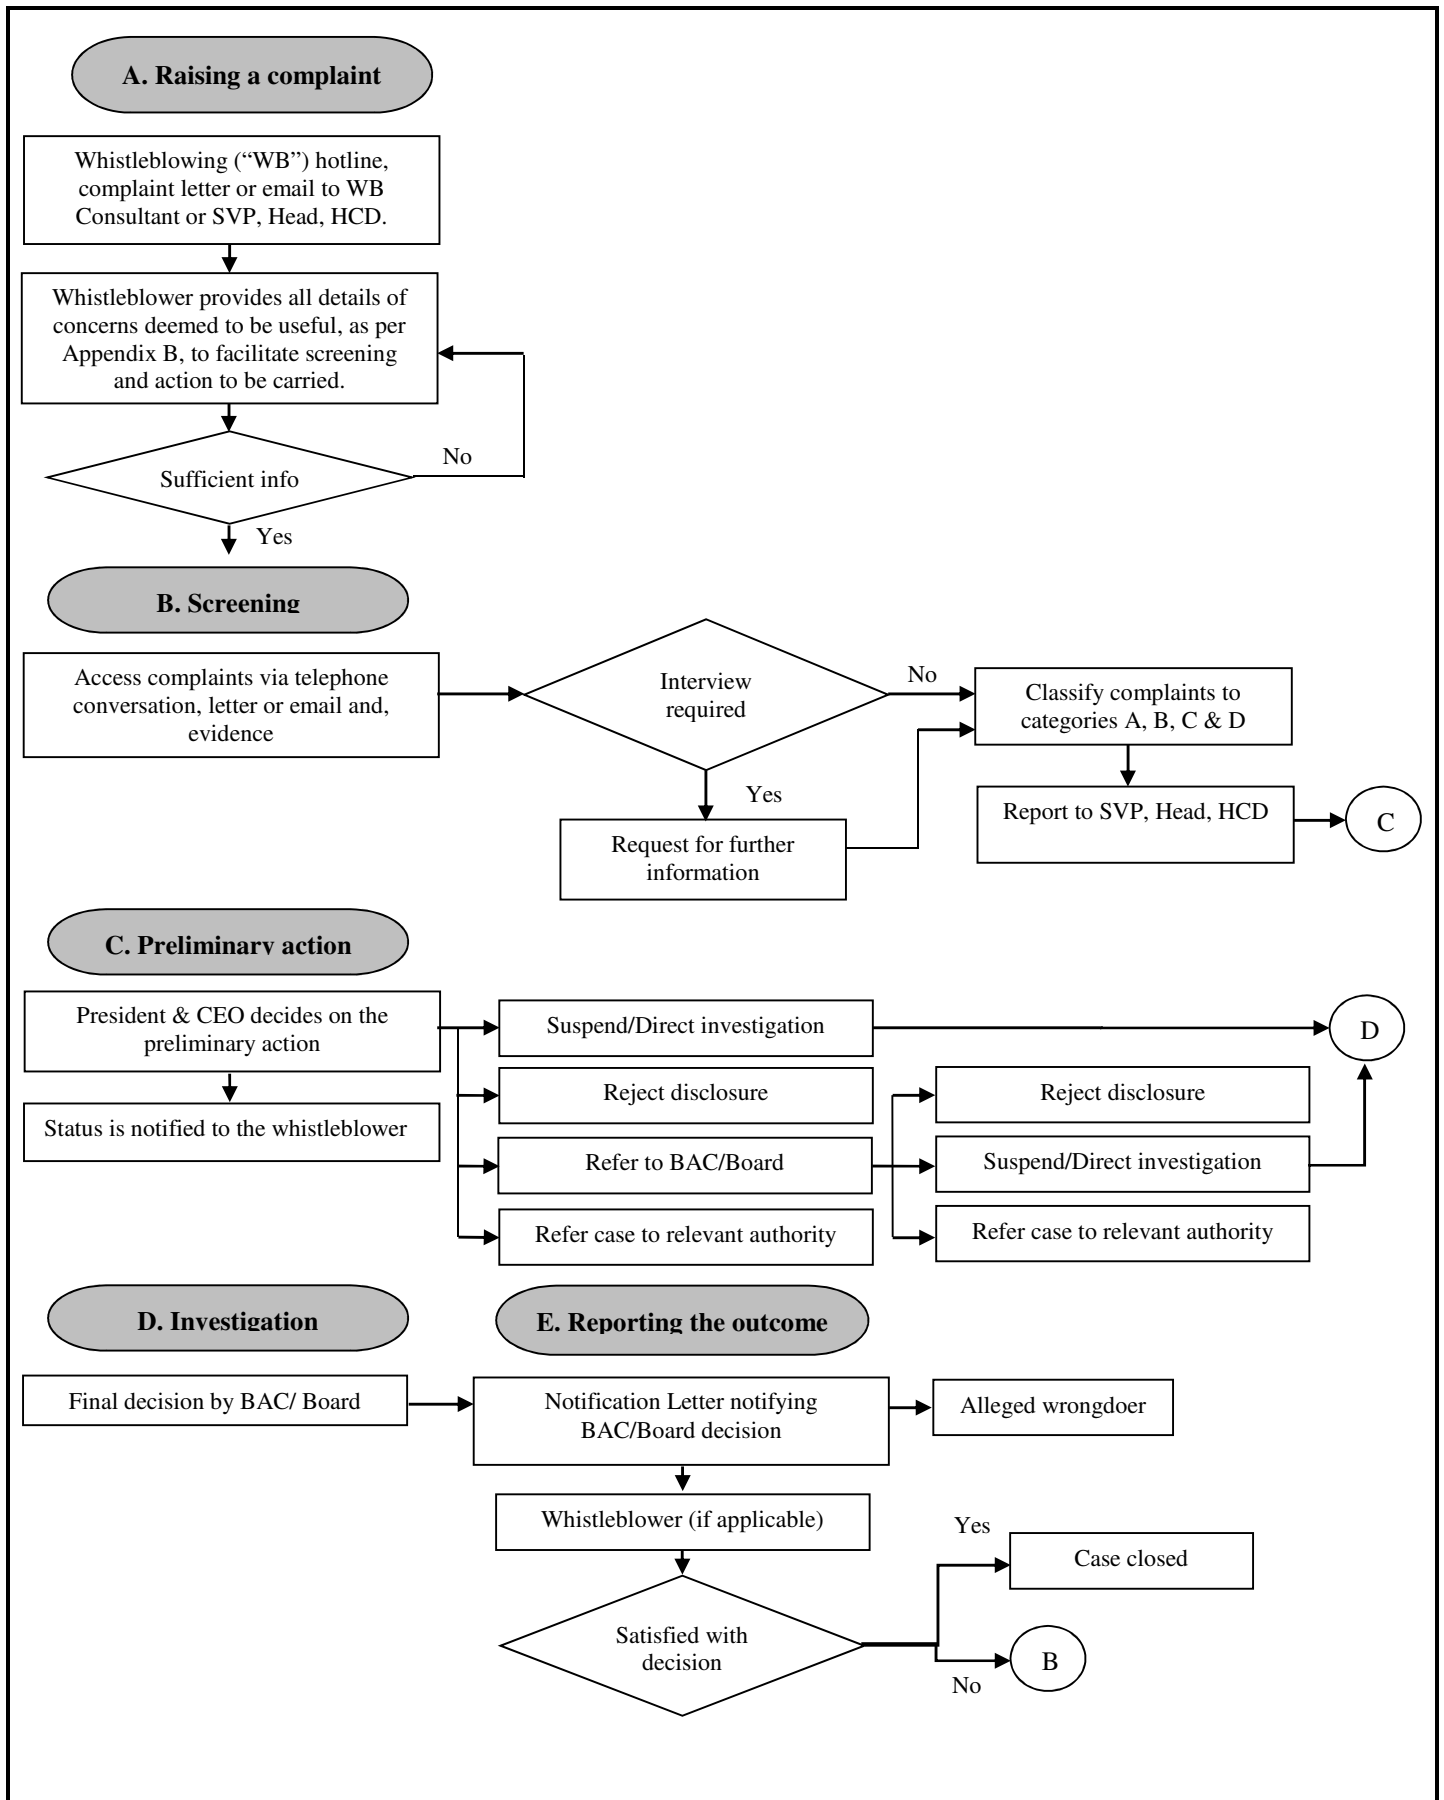 A. Raising a complaint
Whistleblowing (“WB”) hotline,
complaint letter or email to WB
Consultant or SVP, Head, HCD.
Whistleblower provides all details of
concerns deemed to be useful, as per
Appendix B, to facilitate screening
and action to be carried.
No
Sufficient info
Yes
B. Screening
Access complaints via telephone
conversation, letter or email and,
evidence
Interview
required
No
Classify complaints to
categories A, B, C & D
Yes
Request for further
information
Report to SVP, Head, HCD
C
C. Preliminary action
President & CEO decides on the
preliminary action
Status is notified to the whistleblower
Suspend/Direct investigation
D
Reject disclosure
Refer to BAC/Board
Refer case to relevant authority
Reject disclosure
Suspend/Direct investigation
Refer case to relevant authority
D. Investigation
Final decision by BAC/ Board
E. Reporting the outcome
Notification Letter notifying
BAC/Board decision
Alleged wrongdoer
Whistleblower (if applicable)
Satisfied with
decision
Yes
Case closed
No
B